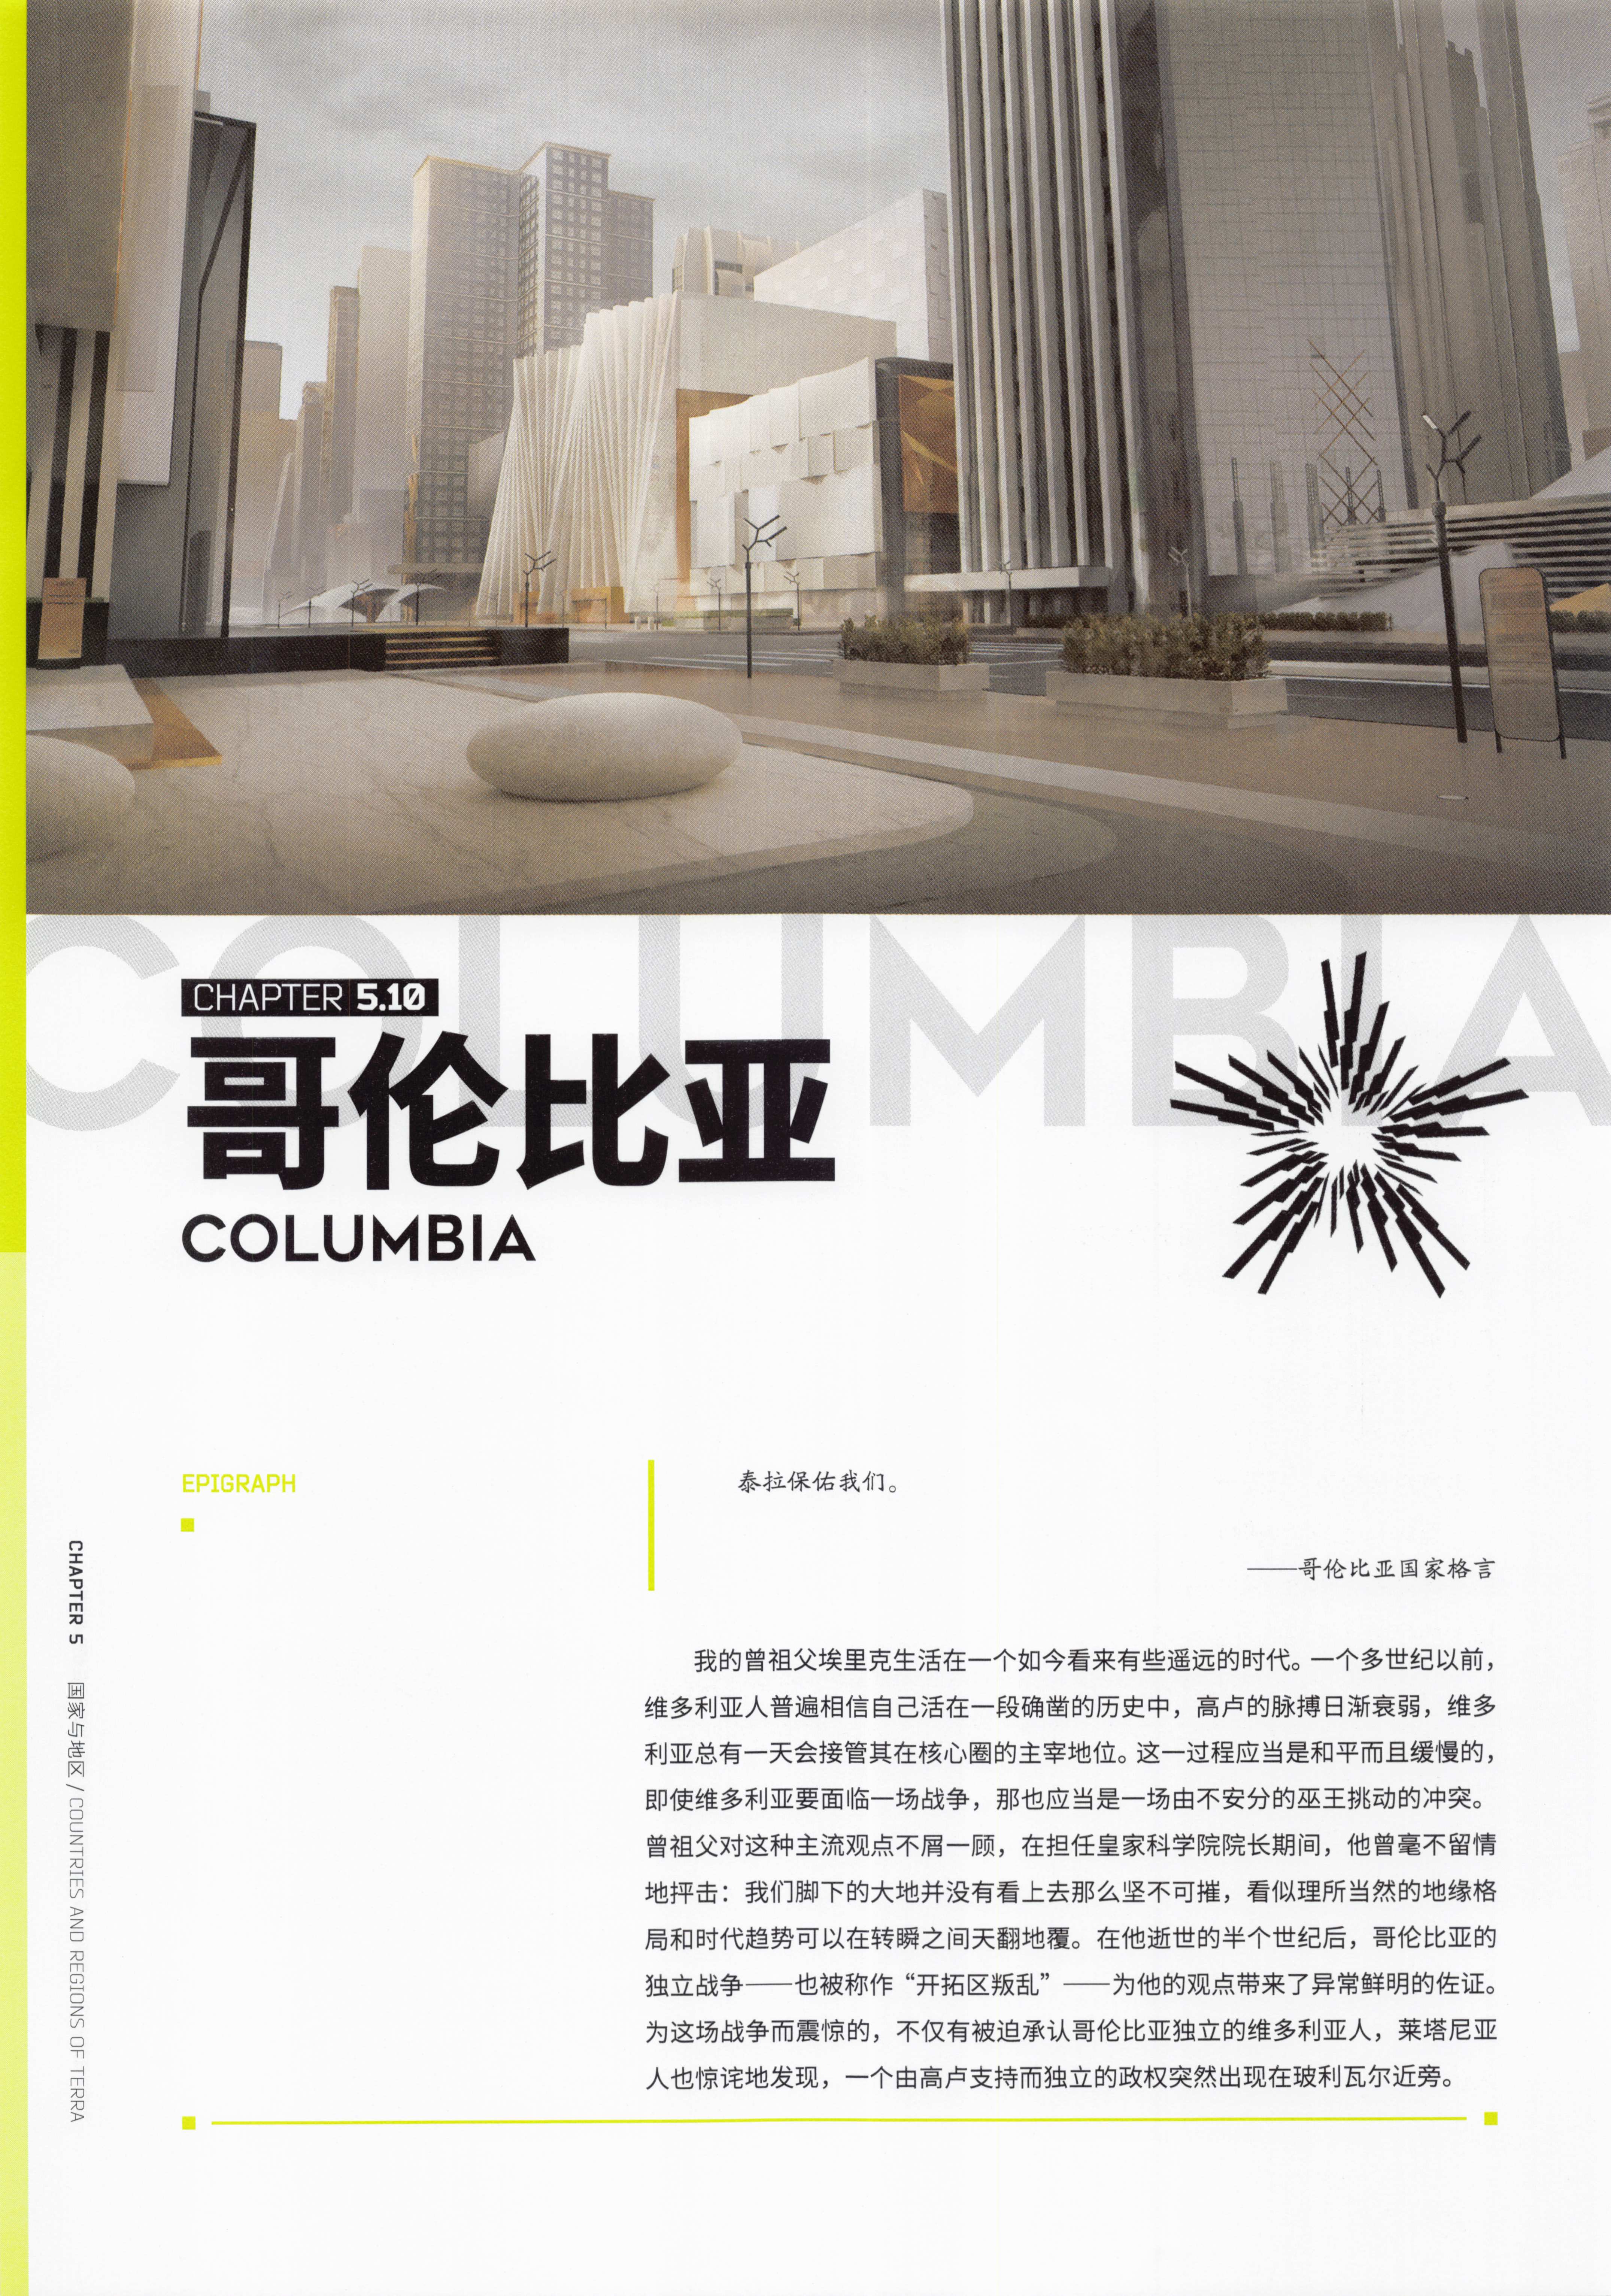 COLUMBIA
CHAPTER 5.10
哥伦比亚
COLUMBIA
EPIGRAPH
泰拉保佑我们。
——哥伦比亚国家格言
我的曾祖父埃里克生活在一个如今看来有些遥远的时代。一个多世纪以前，
维多利亚人普遍相信自己活在一段确凿的历史中，高卢的脉搏日渐衰弱，维多
利亚总有一天会接管其在核心圈的主宰地位。这一过程应当是和平而且缓慢的，
即使维多利亚要面临一场战争，那也应当是一场由不安分的巫王挑动的冲突。
曾祖父对这种主流观点不屑一顾，在担任皇家科学院院长期间，他曾毫不留情
地抨击：我们脚下的大地并没有看上去那么坚不可摧，看似理所当然的地缘格
局和时代趋势可以在转瞬之间天翻地覆。在他逝世的半个世纪后，哥伦比亚的
独立战争——也被称作“开拓区叛乱”——为他的观点带来了异常鲜明的佐证。
为这场战争而震惊的，不仅有被迫承认哥伦比亚独立的维多利亚人，莱塔尼亚
人也惊诧地发现，一个由高卢支持而独立的政权突然出现在玻利瓦尔近旁。
CHAPTER 5 国家与地区 / COUNTRIES AND REGIONS OF TERRA